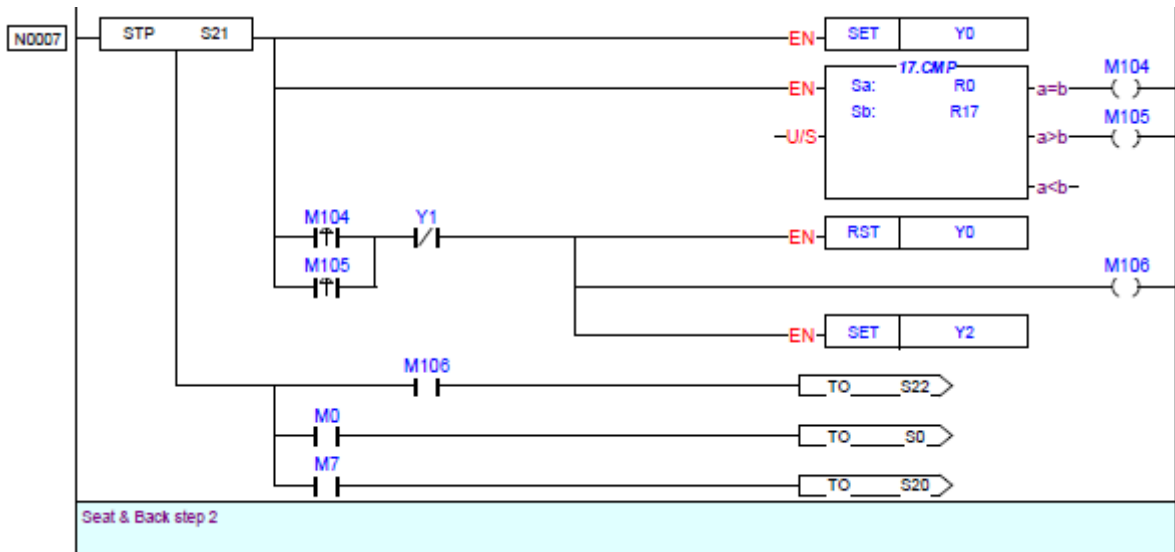 N0007 STP S21 EN SET Y0
17.CMP
EN Sa: R0 a=b M104
Sb: R17
U/S a>b M105
a<b
M104 Y1 EN RST Y0
M105 M106
EN SET Y2
M106 TO S22
M0 TO S0
M7 TO S20
Seat & Back step 2